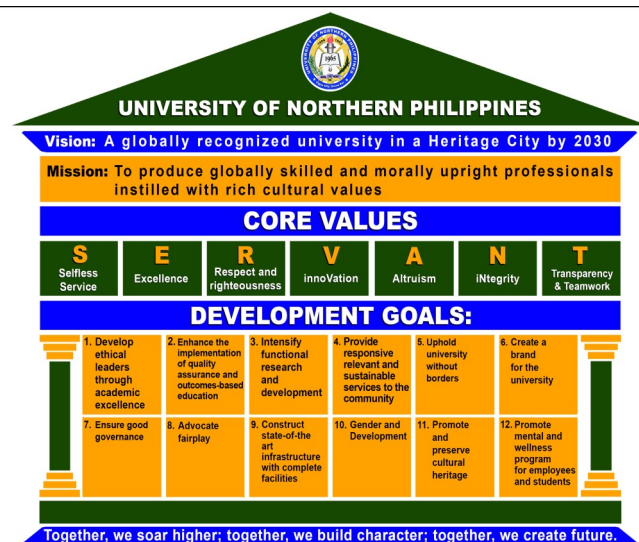 UNIVERSITY OF NORTHERN PHILIPPINES
1965
UNIVERSITY OF NORTHERN PHILIPPINES
Vision: A globally recognized university in a Heritage City by 2030
Mission: To produce globally skilled and morally upright professionals
instilled with rich cultural values
CORE VALUES
S
Selfless
Service
E
Excellence
R
Respect and
righteousness
V
innoVation
A
Altruism
N
iNtegrity
T
Transparency
& Teamwork
DEVELOPMENT GOALS:
1. Develop
ethical
leaders
through
academic
excellence
2. Enhance the
implementation
of quality
assurance and
outcomes-based
education
3. Intensify
functional
research
and
development
4. Provide
responsive
relevant and
sustainable
services to the
community
5. Uphold
university
without
borders
6. Create a
brand
for the
university
7. Ensure good
governance
8. Advocate
fairplay
9. Construct
state-of-the
art
infrastructure
with complete
facilities
10. Gender and
Development
11. Promote
and
preserve
cultural
heritage
12. Promote
mental and
wellness
program
for employees
and students
Together, we soar higher; together, we build character; together, we create future.